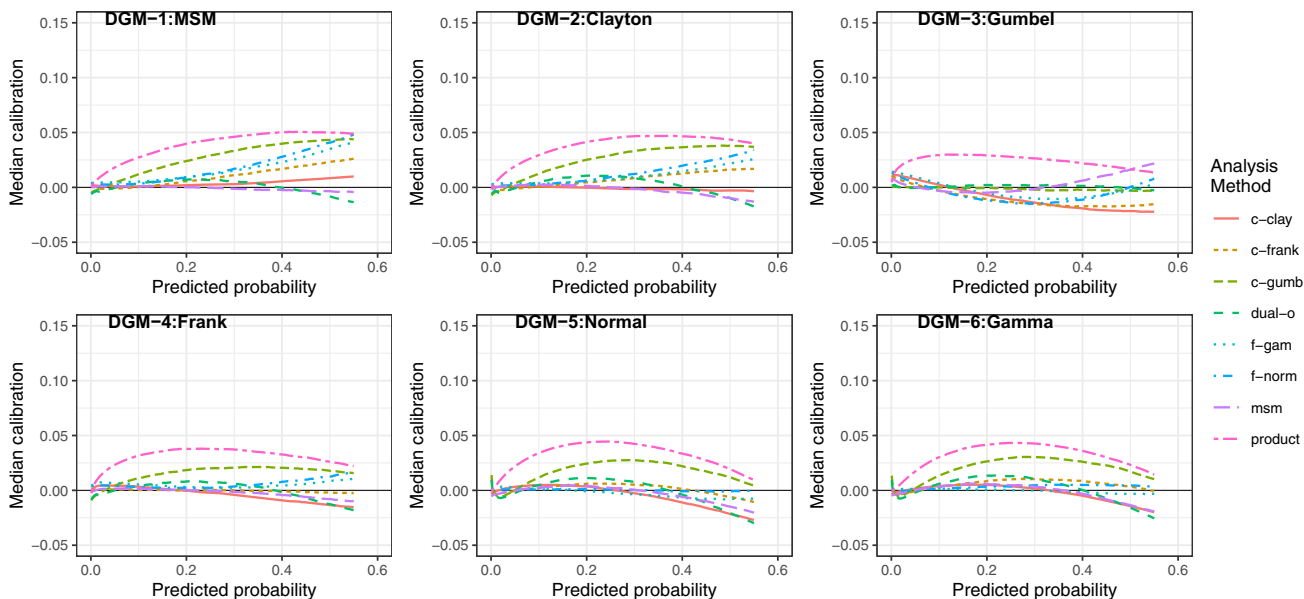 DGM−1:MSM
Median calibration
0.15
0.10
0.05
0.00
−0.05
0.0 0.2 0.4 0.6
Predicted probability
DGM−2:Clayton
Median calibration
0.15
0.10
0.05
0.00
−0.05
0.0 0.2 0.4 0.6
Predicted probability
DGM−3:Gumbel
Median calibration
0.15
0.10
0.05
0.00
−0.05
0.0 0.2 0.4 0.6
Predicted probability
DGM−4:Frank
Median calibration
0.15
0.10
0.05
0.00
−0.05
0.0 0.2 0.4 0.6
Predicted probability
DGM−5:Normal
Median calibration
0.15
0.10
0.05
0.00
−0.05
0.0 0.2 0.4 0.6
Predicted probability
DGM−6:Gamma
Median calibration
0.15
0.10
0.05
0.00
−0.05
0.0 0.2 0.4 0.6
Predicted probability
Analysis
Method
c−clay
c−frank
c−gumb
dual−o
f−gam
f−norm
msm
product